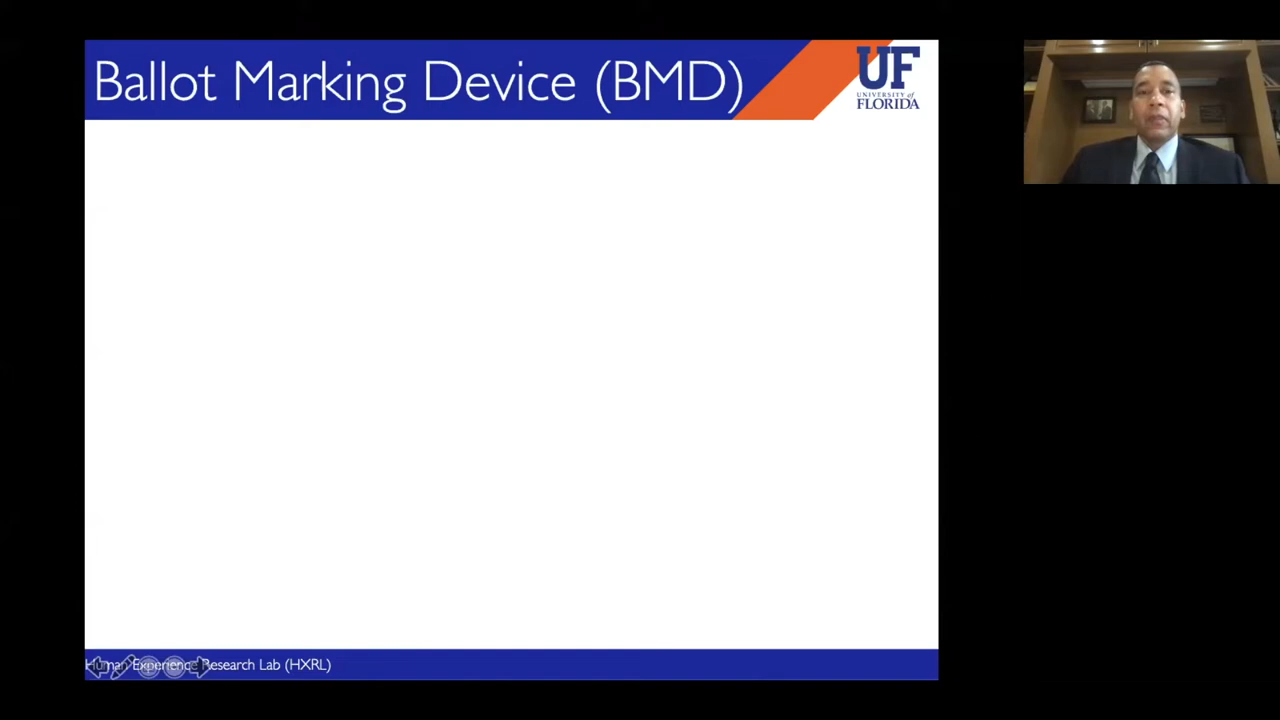 Ballot Marking Device (BMD)
UF
UNIVERSITY of
FLORIDA
Human Experience Research Lab (HXRL)